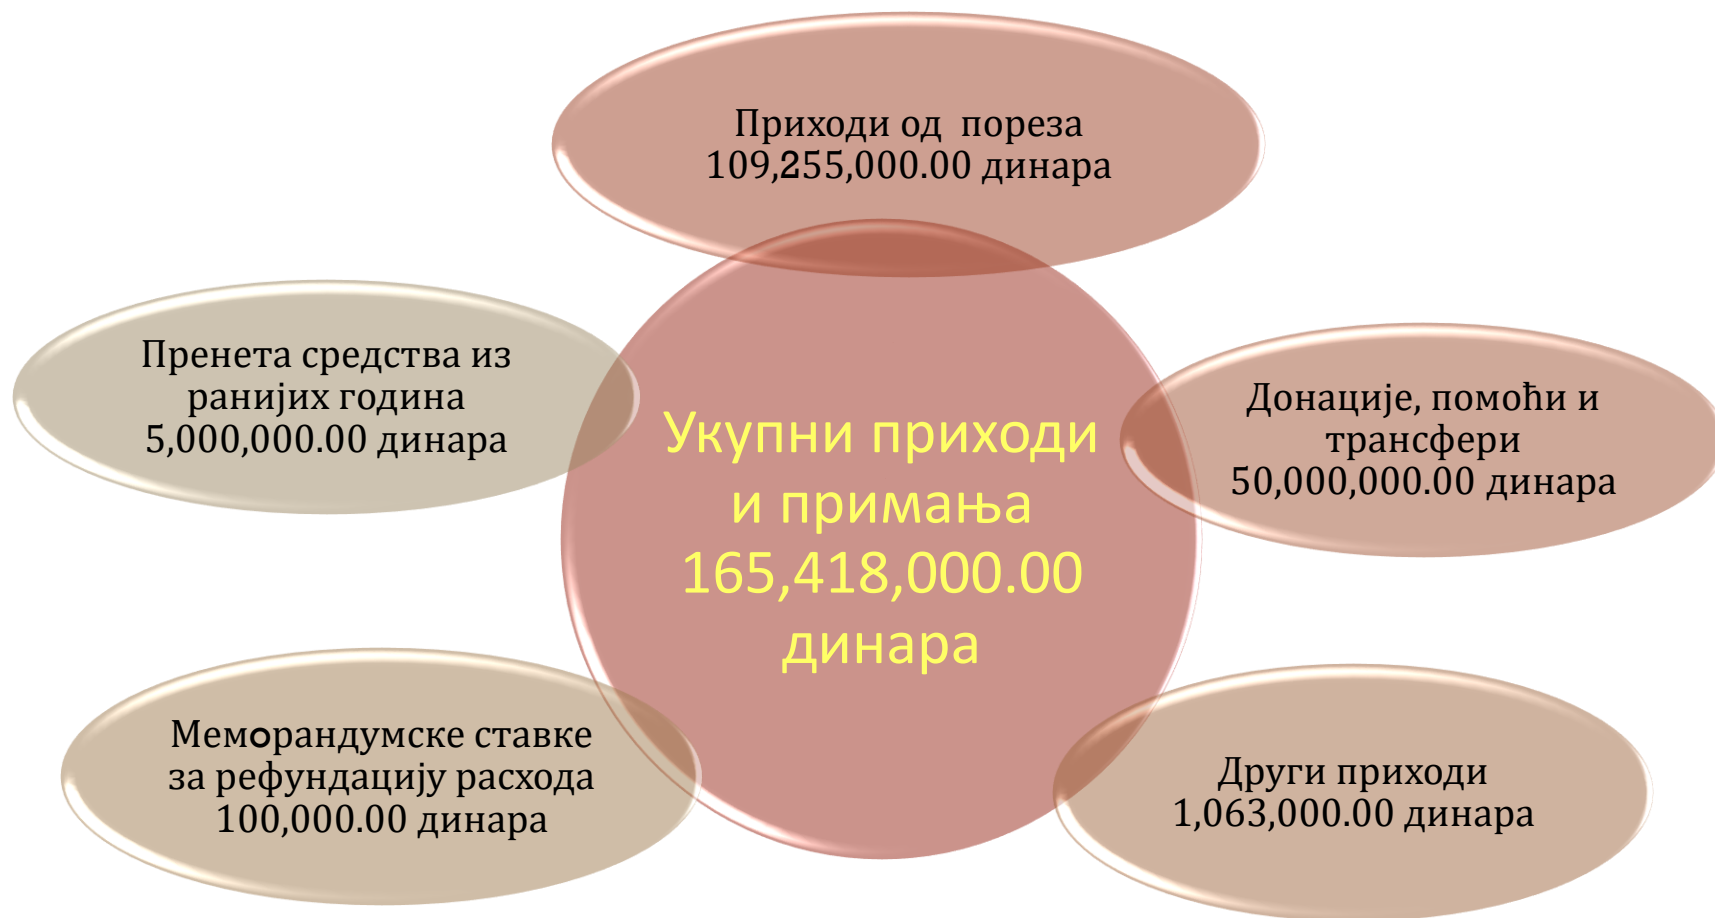 Приходи од  пореза
109,255,000.00 динара
Пренета средства из
ранијих година
5,000,000.00 динара
Донације, помоћи и
трансфери
50,000,000.00 динара
Укупни приходи
и примања
165,418,000.00
динара
Меморандумске ставке
за рефундацију расхода
100,000.00 динара
Други приходи
1,063,000.00 динара